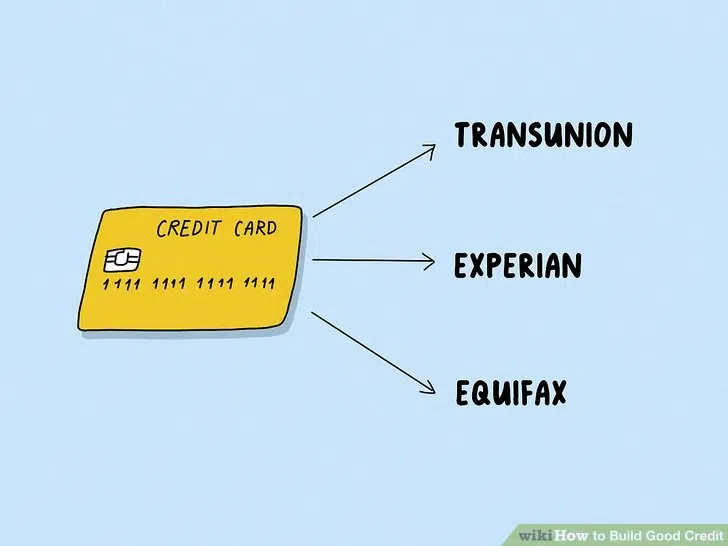 TRANSUNION
CREDIT CARD
EXPERIAN
1111 1111 1111 1111
EQUIFAX
wikiHow to Build Good Credit